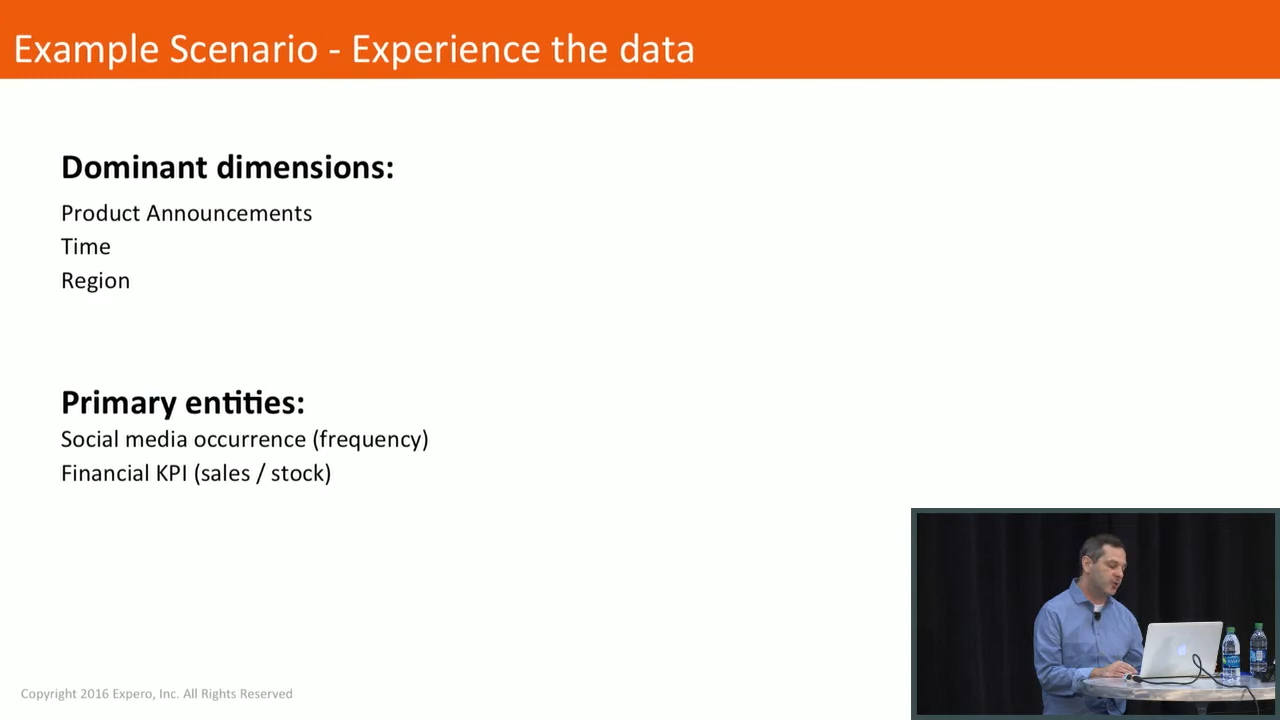 Example Scenario - Experience the data
Dominant dimensions:
Product Announcements
Time
Region
Primary entities:
Social media occurrence (frequency)
Financial KPI (sales / stock)
Copyright 2016 Expero, Inc. All Rights Reserved